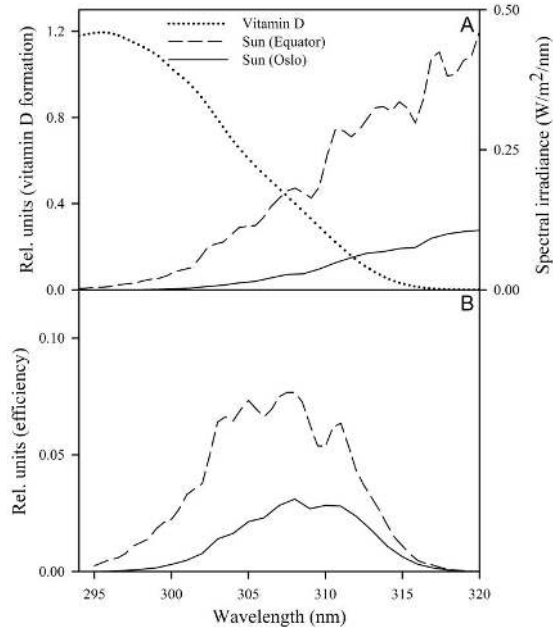 A
Vitamin D
Sun (Equator)
Sun (Oslo)
Rel. units (vitamin D formation)
1.2
0.8
0.4
0.0
Spectral irradiance (W/m²/nm)
0.50
0.25
0.00
B
Rel. units (efficiency)
0.10
0.05
0.00
295 300 305 310 315 320
Wavelength (nm)